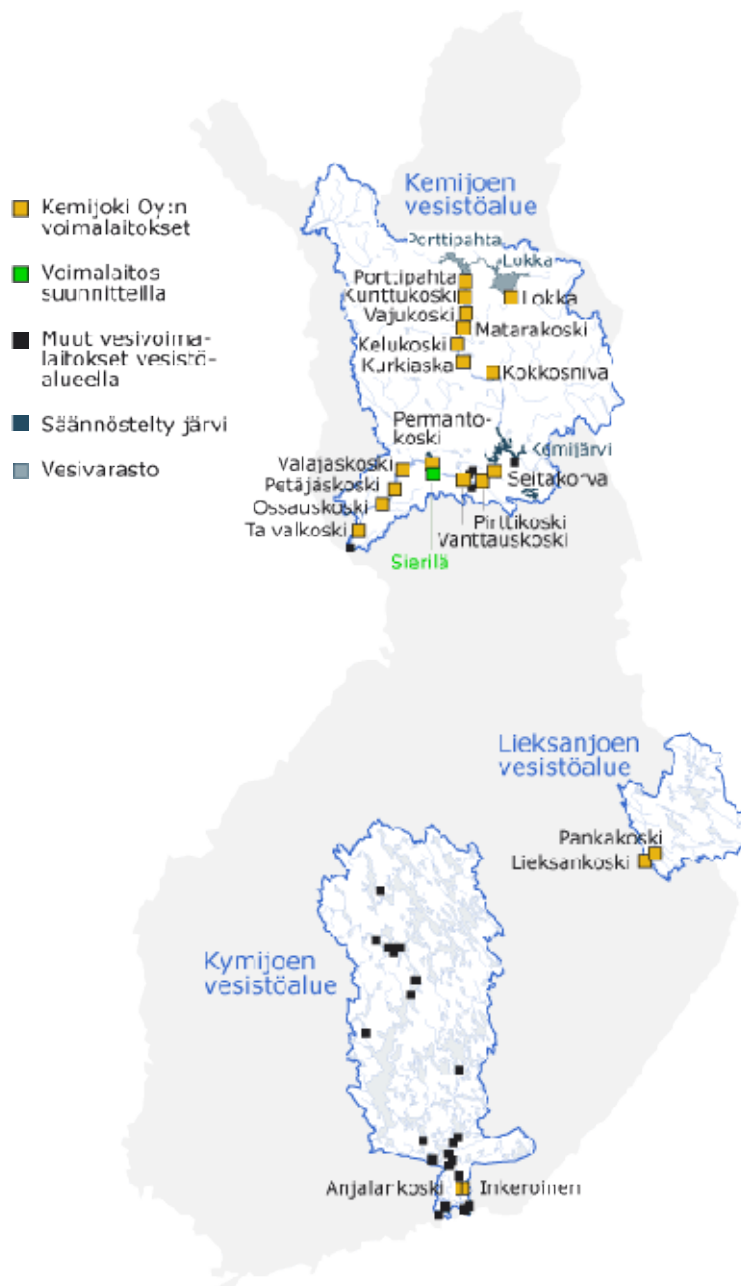 Kemijoki Oy:n
voimalaitokset
Voimalaitos
suunnitteilla
Muut vesivoima-
laitokset vesistö-
alueella
Säännöstelty järvi
Vesivarasto
Kemijoen
vesistöalue
Porttipahta
Lokka
Porttipahta
Kunttukoski
Lokka
Vajukoski
Matarakoski
Kelukoski
Kurkiaska
Kokkosniva
Permanto-
koski
Kemijärvi
Valajaskoski
Seitakorva
Petäjäskoski
Ossauskoski
Pirttikoski
Taivalkoski
Vanttauskoski
Sierilä
Lieksanjoen
vesistöalue
Pankakoski
Lieksankoski
Kymijoen
vesistöalue
Anjalankoski
Inkeroinen